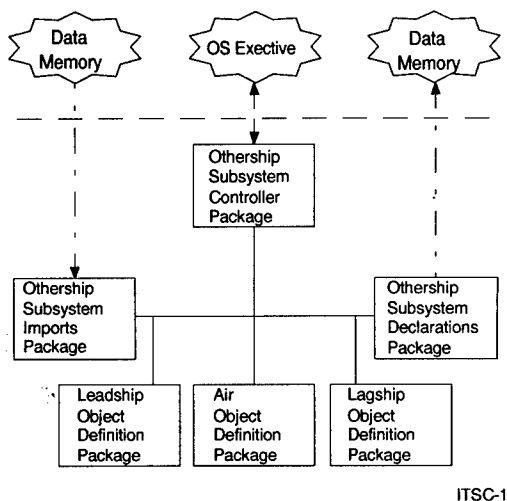 Data
Memory
OS Exective
Data
Memory
Othership
Subsystem
Controller
Package
Othership
Subsystem
Imports
Package
Othership
Subsystem
Declarations
Package
Leadship
Object
Definition
Package
Air
Object
Definition
Package
Lagship
Object
Definition
Package
ITSC-1